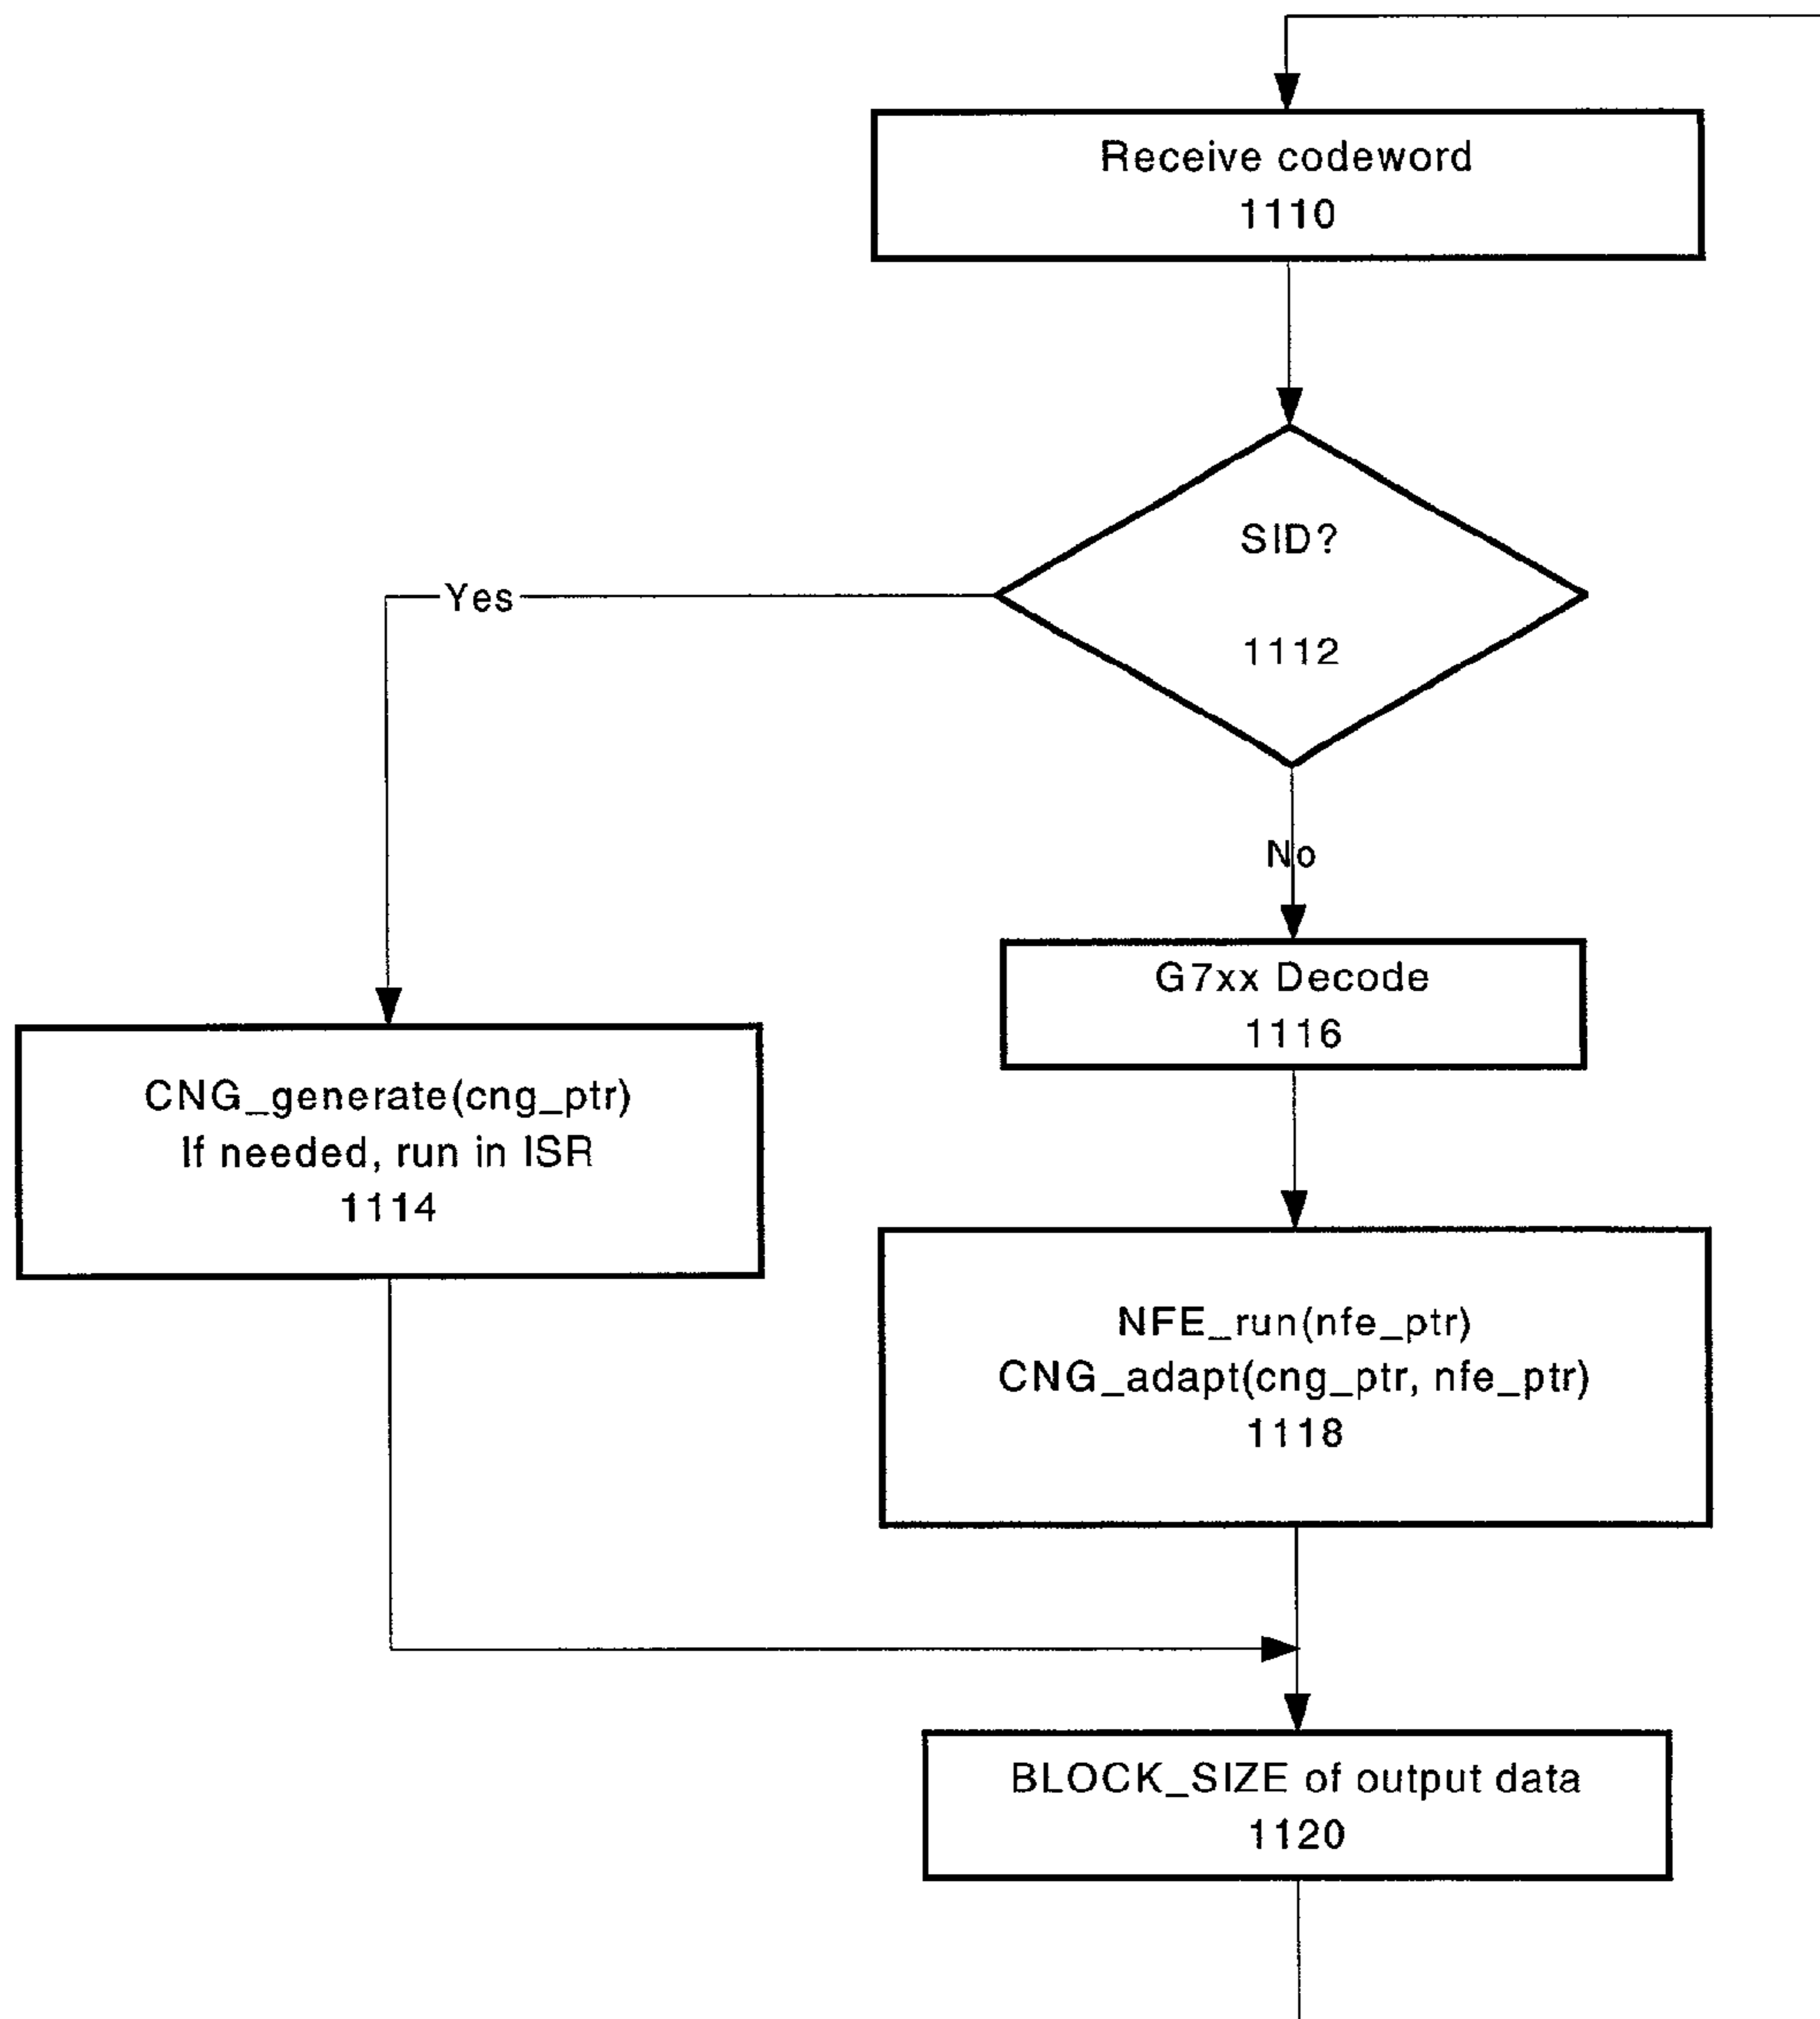 Receive codeword
1110
SID?
1112
Yes
No
G7xx Decode
1116
CNG_generate(cng_ptr)
If needed, run in ISR
1114
NFE_run(nfe_ptr)
CNG_adapt(cng_ptr, nfe_ptr)
1118
BLOCK_SIZE of output data
1120